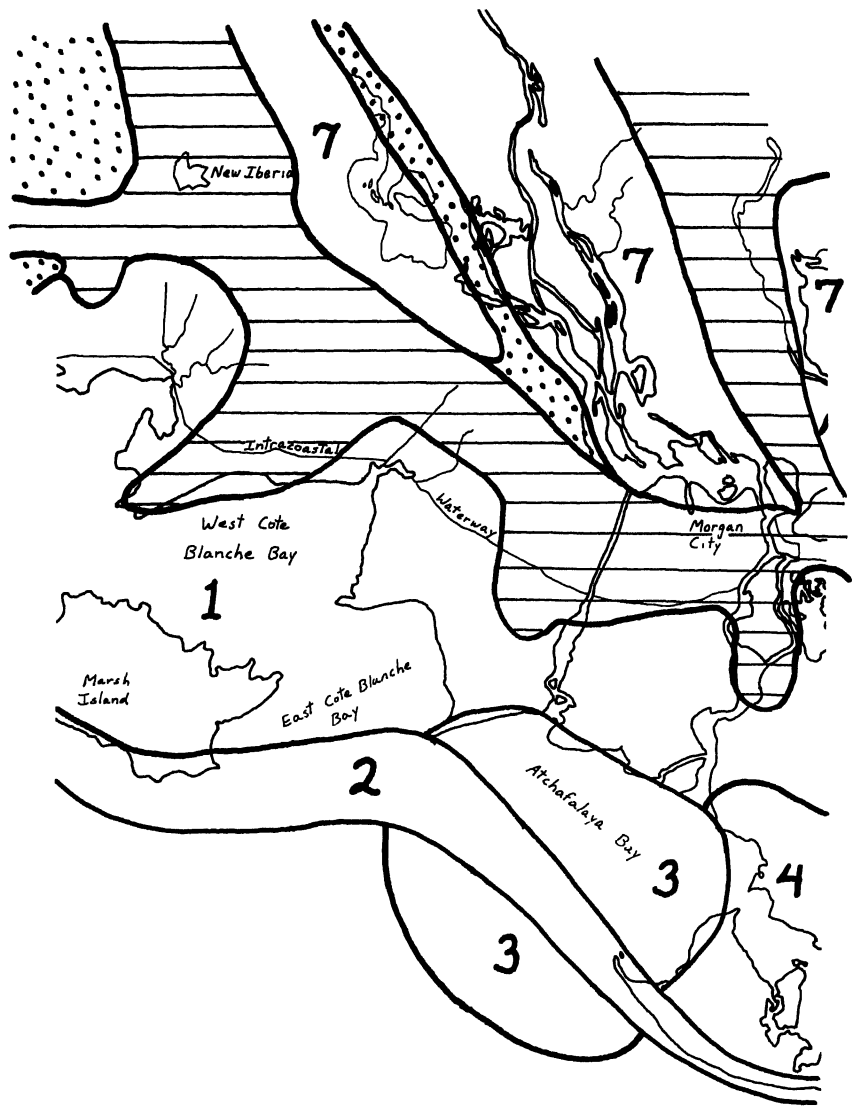 7
New Iberia
7
7
Intracoastal
Waterway
West Cote
Blanche Bay
Morgan
City
1
Marsh
Island
East Cote Blanche
Bay
2
Atchafalaya Bay
3
4
3